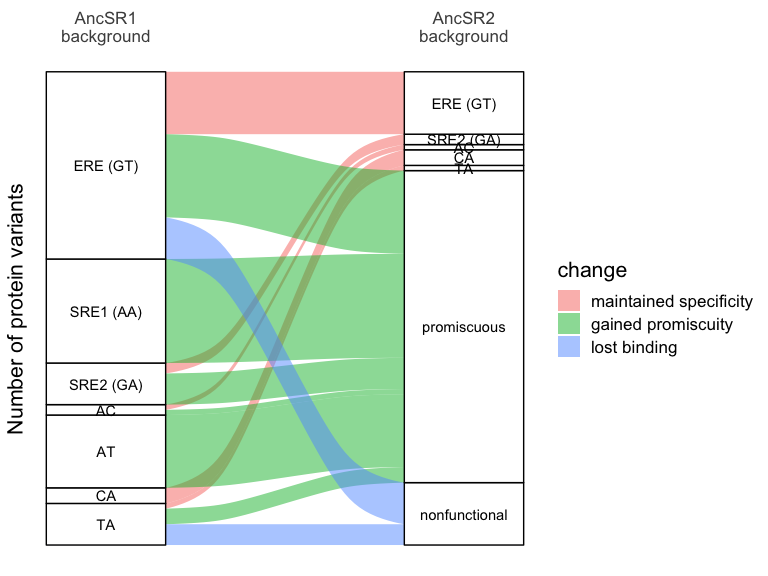 AncSR1
background
AncSR2
background
Number of protein variants
ERE (GT)
SRE1 (AA)
SRE2 (GA)
AC
AT
CA
TA
ERE (GT)
SRE2 (GA)
AC
CA
TA
promiscuous
nonfunctional
change
maintained specificity
gained promiscuity
lost binding